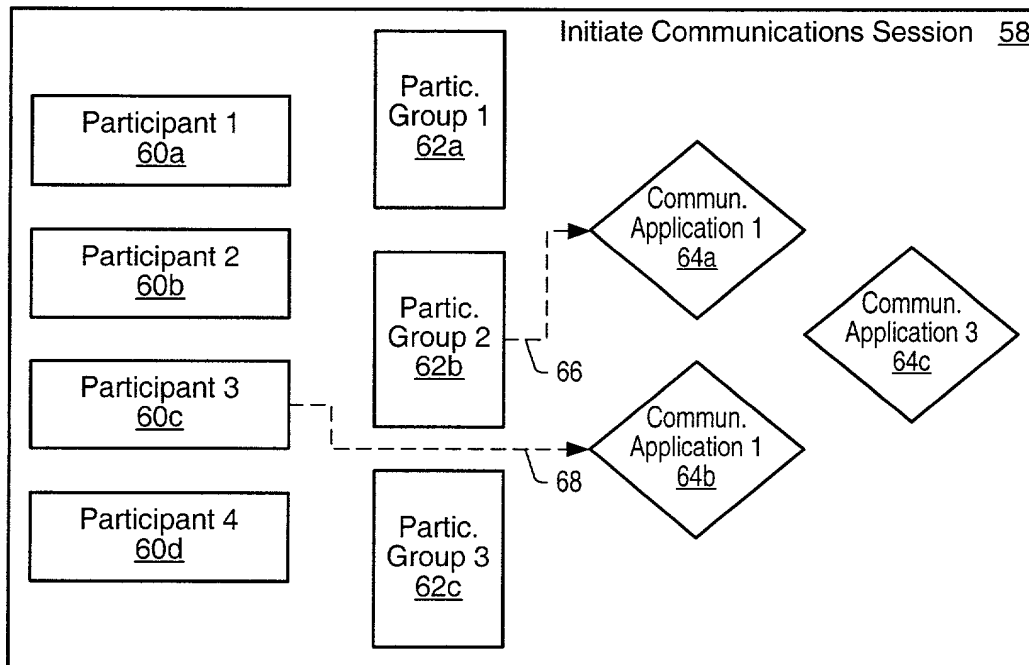 Initiate Communications Session 58
Participant 1
60a
Participant 2
60b
Participant 3
60c
Participant 4
60d
Partic.
Group 1
62a
Partic.
Group 2
62b
Partic.
Group 3
62c
Commun.
Application 1
64a
Commun.
Application 1
64b
Commun.
Application 3
64c
66
68